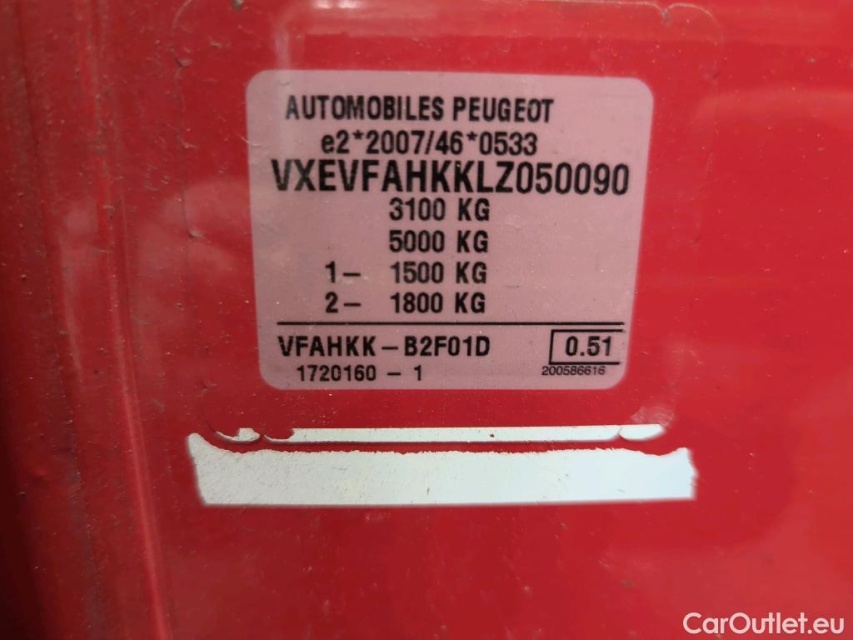 AUTOMOBILES PEUGEOT
e2*2007/46*0533
VXEVFAHKKLZ050090
3100 KG
5000 KG
1- 1500 KG
2- 1800 KG
VFAHKK-B2F01D 0.51
1720160-1 200586616
CarOutlet.eu